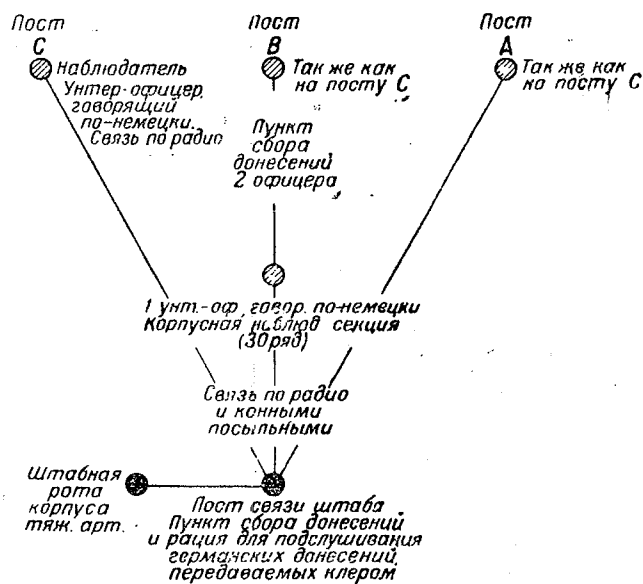 Пост
C
Пост
B
Пост
A
Наблюдатель
Унтер-офицер,
говорящий
по-немецки.
Связь по радио
Так же как
на посту C
Так же как
на посту C
Пункт
сбора
донесений
2 офицера
1 унт.-оф, говор. по-немецки
Корпусная наблюд секция
(30 ряд)
Связь по радио
и конными
посыльными
Штабная
рота
корпуса
тяж. арт.
Пост связи штаба
Пункт сбора донесений
и рация для подслушивания
германских донесений,
передаваемых клером